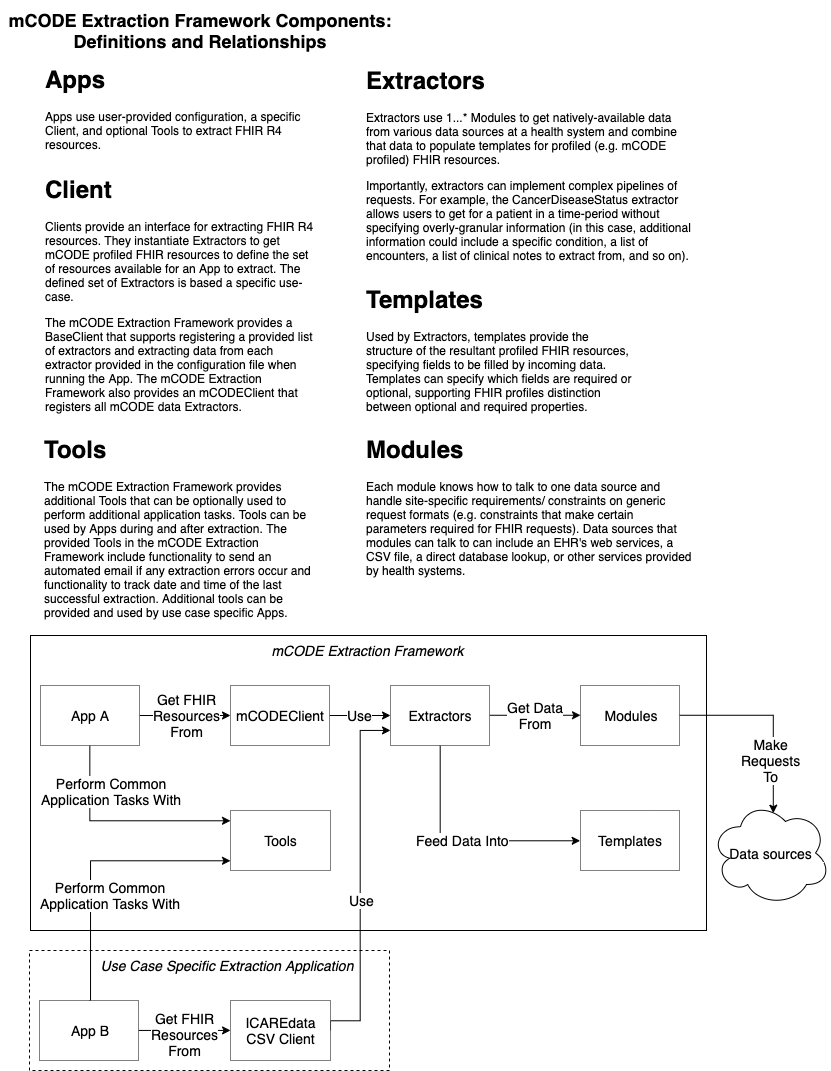 mCODE Extraction Framework Components:
Definitions and Relationships
Apps
Apps use user-provided configuration, a specific
Client, and optional Tools to extract FHIR R4
resources.
Client
Clients provide an interface for extracting FHIR R4
resources. They instantiate Extractors to get
mCODE profiled FHIR resources to define the set
of resources available for an App to extract. The
defined set of Extractors is based a specific use-
case.
The mCODE Extraction Framework provides a
BaseClient that supports registering a provided list
of extractors and extracting data from each
extractor provided in the configuration file when
running the App. The mCODE Extraction
Framework also provides an mCODEClient that
registers all mCODE data Extractors.
Tools
The mCODE Extraction Framework provides
additional Tools that can be optionally used to
perform additional application tasks. Tools can be
used by Apps during and after extraction. The
provided Tools in the mCODE Extraction
Framework include functionality to send an
automated email if any extraction errors occur and
functionality to track date and time of the last
successful extraction. Additional tools can be
provided and used by use case specific Apps.
Extractors
Extractors use 1...* Modules to get natively-available data
from various data sources at a health system and combine
that data to populate templates for profiled (e.g. mCODE
profiled) FHIR resources.
Importantly, extractors can implement complex pipelines of
requests. For example, the CancerDiseaseStatus extractor
allows users to get for a patient in a time-period without
specifying overly-granular information (in this case, additional
information could include a specific condition, a list of
encounters, a list of clinical notes to extract from, and so on).
Templates
Used by Extractors, templates provide the
structure of the resultant profiled FHIR resources,
specifying fields to be filled by incoming data.
Templates can specify which fields are required or
optional, supporting FHIR profiles distinction
between optional and required properties.
Modules
Each module knows how to talk to one data source and
handle site-specific requirements/ constraints on generic
request formats (e.g. constraints that make certain
parameters required for FHIR requests). Data sources that
modules can talk to can include an EHR's web services, a
CSV file, a direct database lookup, or other services provided
by health systems.
mCODE Extraction Framework
App A
Get FHIR
Resources
From
mCODEClient
Use
Extractors
Get Data
From
Modules
Make
Requests
To
Data sources
Perform Common
Application Tasks With
Tools
Feed Data Into
Templates
Perform Common
Application Tasks With
Use
Use Case Specific Extraction Application
App B
Get FHIR
Resources
From
ICAREdata
CSV Client